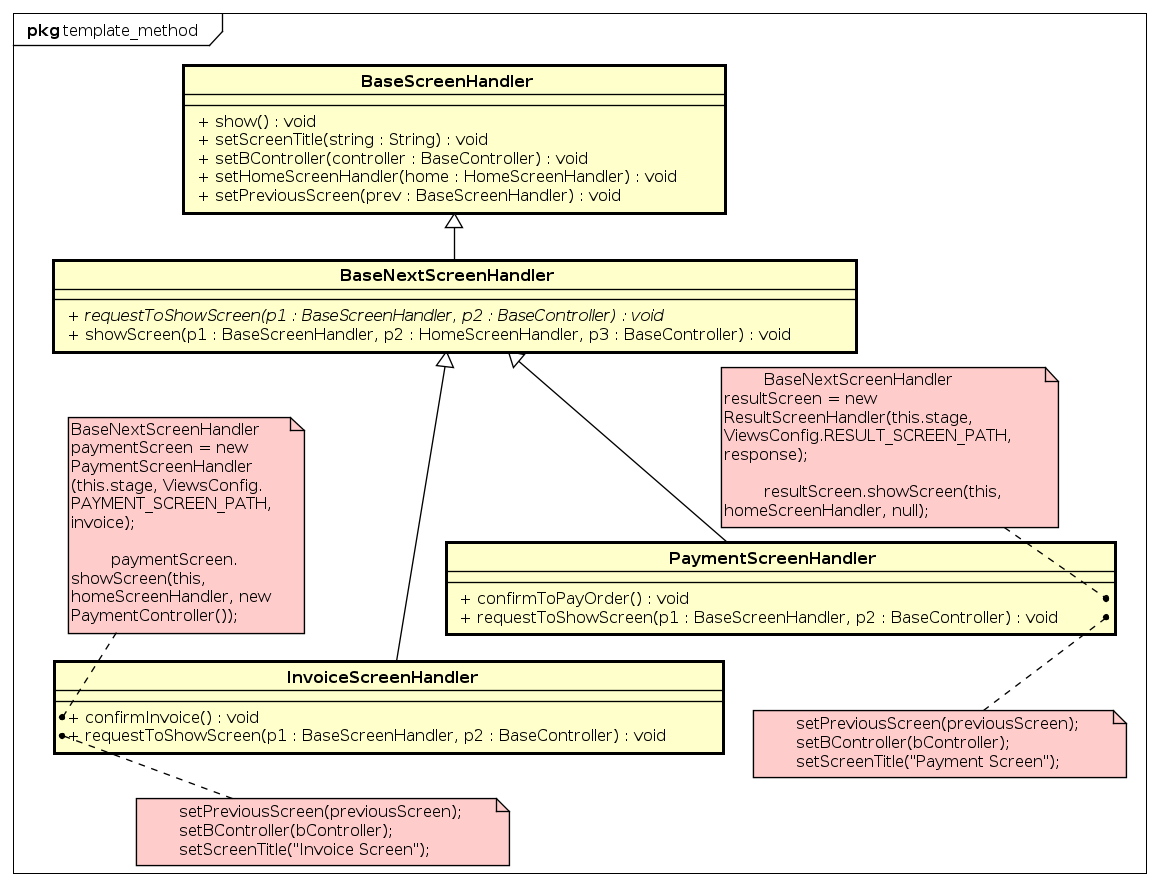 pkg template_method
BaseScreenHandler
+ show() : void
+ setScreenTitle(string : String) : void
+ setBController(controller : BaseController) : void
+ setHomeScreenHandler(home : HomeScreenHandler) : void
+ setPreviousScreen(prev : BaseScreenHandler) : void
BaseNextScreenHandler
+ requestToShowScreen(p1 : BaseScreenHandler, p2 : BaseController) : void
+ showScreen(p1 : BaseScreenHandler, p2 : HomeScreenHandler, p3 : BaseController) : void
BaseNextScreenHandler
resultScreen = new
ResultScreenHandler(this.stage,
ViewsConfig.RESULT_SCREEN_PATH,
response);
resultScreen.showScreen(this,
homeScreenHandler, null);
BaseNextScreenHandler
paymentScreen = new
PaymentScreenHandler
(this.stage, ViewsConfig.
PAYMENT_SCREEN_PATH,
invoice);
paymentScreen.
showScreen(this,
homeScreenHandler, new
PaymentController());
PaymentScreenHandler
+ confirmToPayOrder() : void
+ requestToShowScreen(p1 : BaseScreenHandler, p2 : BaseController) : void
InvoiceScreenHandler
+ confirmInvoice() : void
+ requestToShowScreen(p1 : BaseScreenHandler, p2 : BaseController) : void
setPreviousScreen(previousScreen);
setBController(bController);
setScreenTitle("Payment Screen");
setPreviousScreen(previousScreen);
setBController(bController);
setScreenTitle("Invoice Screen");